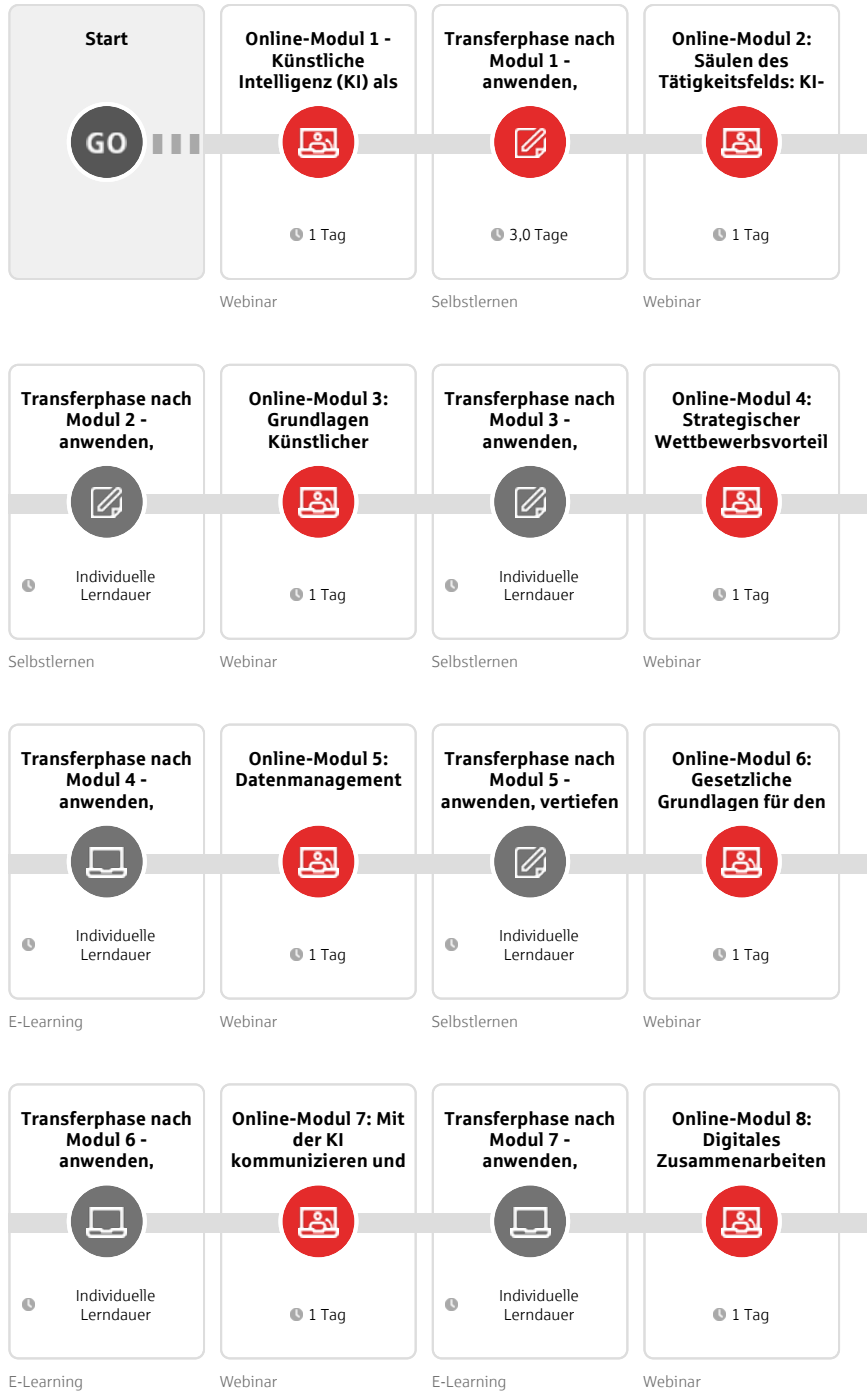 Start
GO
Online-Modul 1 -
Künstliche
Intelligenz (KI) als
1 Tag
Webinar
Transferphase nach
Modul 1 -
anwenden,
3,0 Tage
Selbstlernen
Online-Modul 2:
Säulen des
Tätigkeitsfelds: KI-
1 Tag
Webinar
Transferphase nach
Modul 2 -
anwenden,
Individuelle
Lerndauer
Selbstlernen
Online-Modul 3:
Grundlagen
Künstlicher
1 Tag
Webinar
Transferphase nach
Modul 3 -
anwenden,
Individuelle
Lerndauer
Selbstlernen
Online-Modul 4:
Strategischer
Wettbewerbsvorteil
1 Tag
Webinar
Transferphase nach
Modul 4 -
anwenden,
Individuelle
Lerndauer
E-Learning
Online-Modul 5:
Datenmanagement
1 Tag
Webinar
Transferphase nach
Modul 5 -
anwenden, vertiefen
Individuelle
Lerndauer
Selbstlernen
Online-Modul 6:
Gesetzliche
Grundlagen für den
1 Tag
Webinar
Transferphase nach
Modul 6 -
anwenden,
Individuelle
Lerndauer
E-Learning
Online-Modul 7: Mit
der KI
kommunizieren und
1 Tag
Webinar
Transferphase nach
Modul 7 -
anwenden,
Individuelle
Lerndauer
E-Learning
Online-Modul 8:
Digitales
Zusammenarbeiten
1 Tag
Webinar